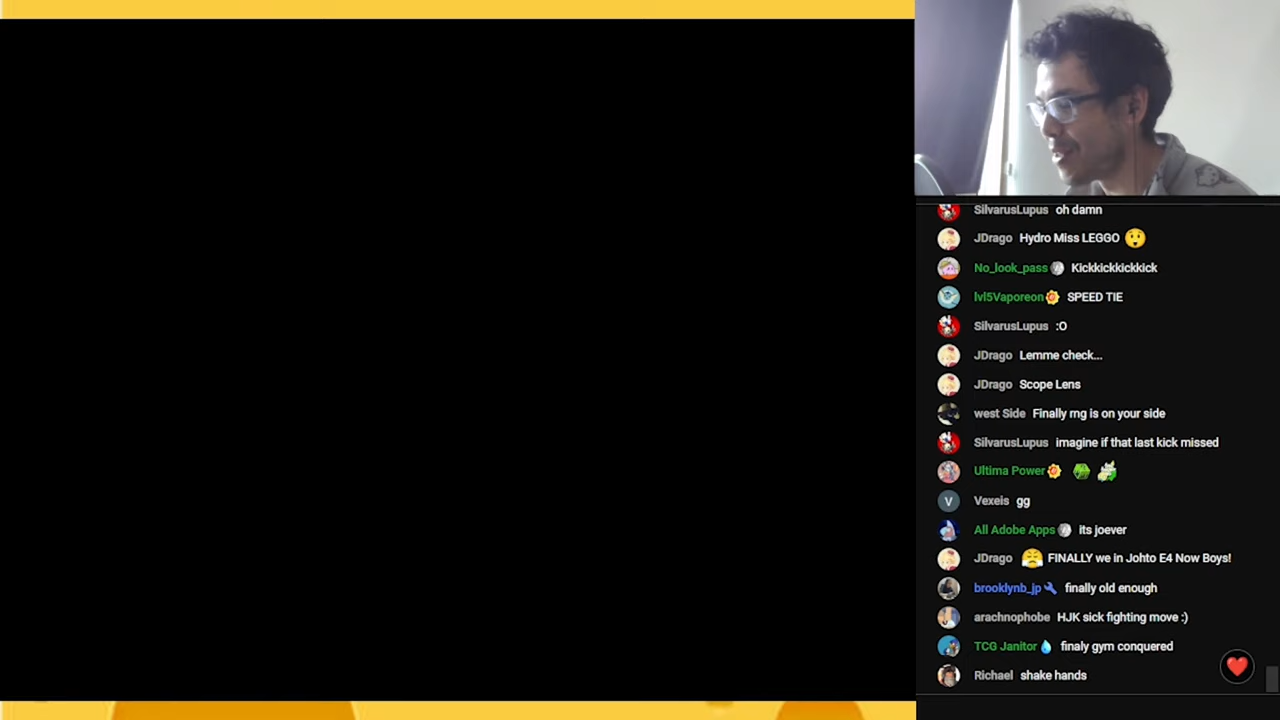 SilvarusLupus oh damn
JDrago Hydro Miss LEGGO
No_look_pass Kickkickkickkick
lvl5Vaporeon SPEED TIE
SilvarusLupus :O
JDrago Lemme check...
JDrago Scope Lens
west Side Finally rng is on your side
SilvarusLupus imagine if that last kick missed
Ultima Power
V Vexeis gg
All Adobe Apps its joever
JDrago FINALLY we in Johto E4 Now Boys!
brooklynb_jp finally old enough
arachnophobe HJK sick fighting move :)
TCG Janitor finaly gym conquered
Richael shake hands